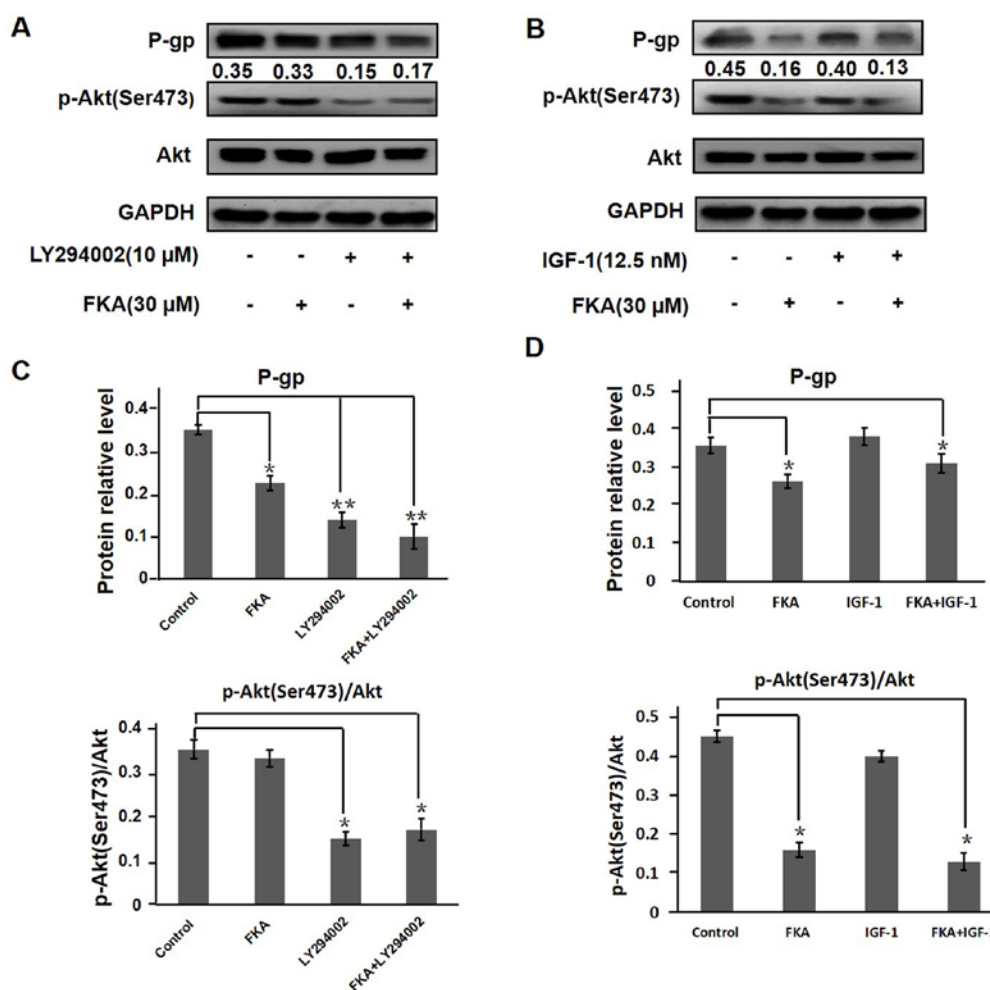 A
P-gp
0.35 0.33 0.15 0.17
p-Akt(Ser473)
Akt
GAPDH
LY294002(10 µM) - - + +
FKA(30 µM) - + - +
B
P-gp
0.45 0.16 0.40 0.13
p-Akt(Ser473)
Akt
GAPDH
IGF-1(12.5 nM) - - + +
FKA(30 µM) - + - +
C
P-gp
Protein relative level
0.4
0.3
0.2
0.1
0
* ** **
Control FKA LY294002 FKA+LY294002
p-Akt(Ser473)/Akt
p-Akt(Ser473)/Akt
0.4
0.3
0.2
0.1
0
* *
Control FKA LY294002 FKA+LY294002
D
P-gp
Protein relative level
0.5
0.4
0.3
0.2
0.1
0
* *
Control FKA IGF-1 FKA+IGF-1
p-Akt(Ser473)/Akt
p-Akt(Ser473)/Akt
0.5
0.4
0.3
0.2
0.1
0
* *
Control FKA IGF-1 FKA+IGF-